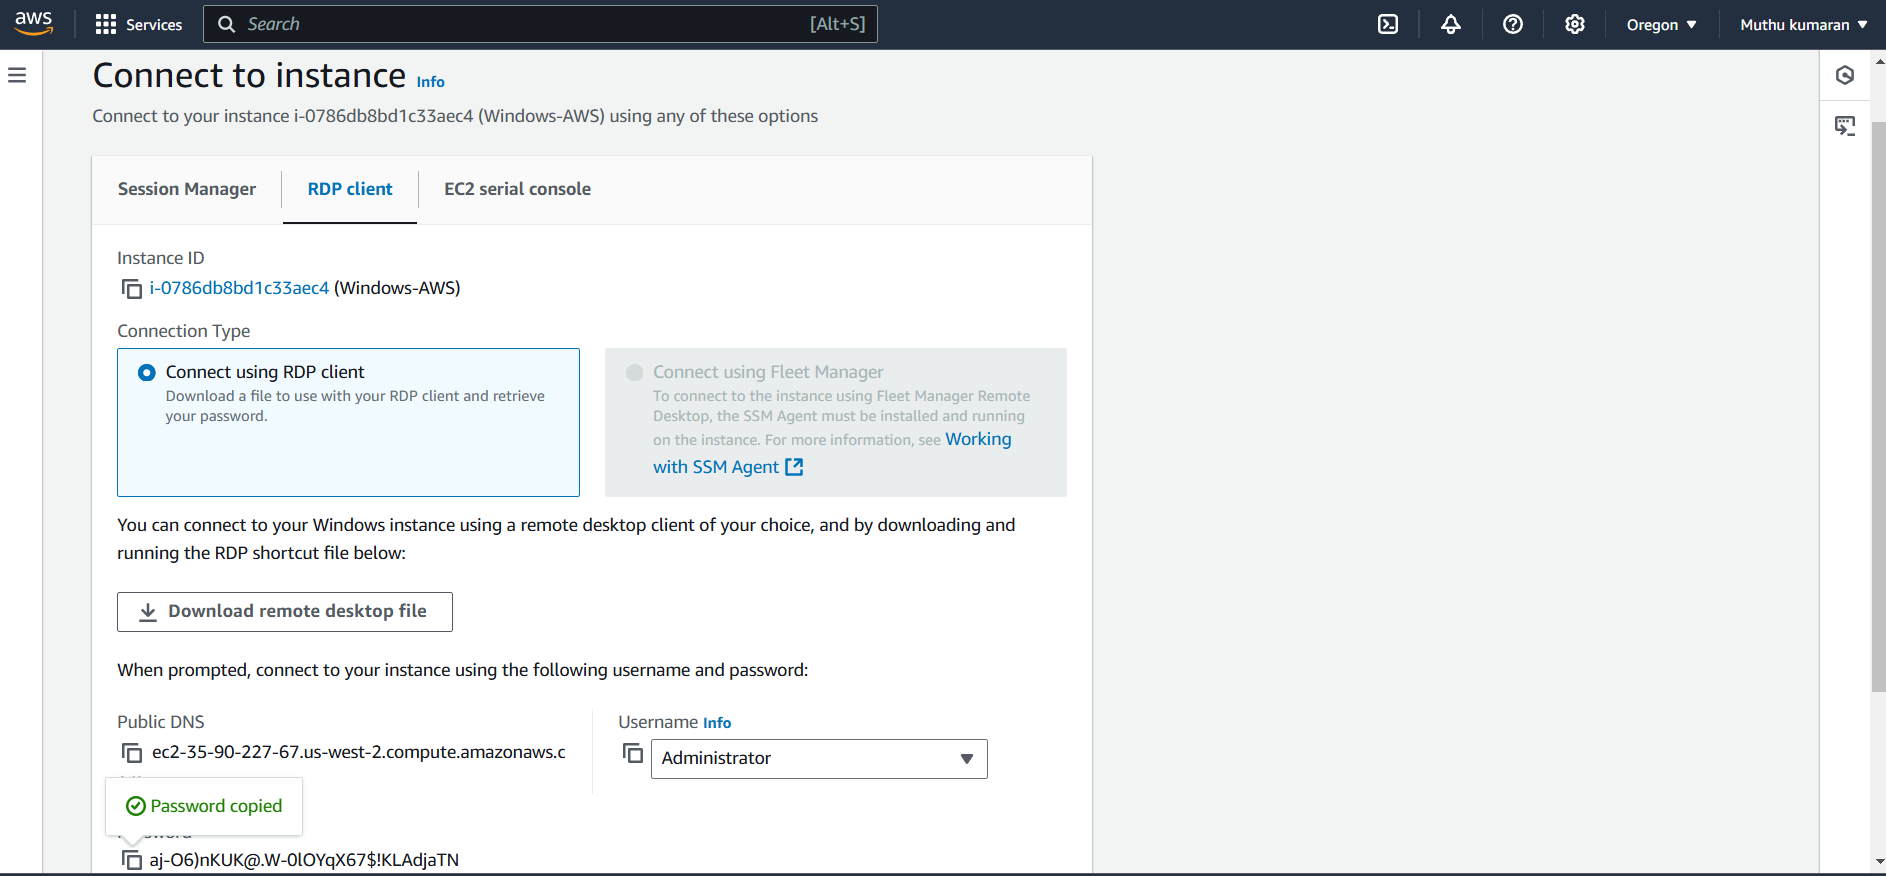 aws
Services
Search
[Alt+S]
Oregon
Muthu kumaran
Connect to instance Info
Connect to your instance i-0786db8bd1c33aec4 (Windows-AWS) using any of these options
Session Manager
RDP client
EC2 serial console
Instance ID
i-0786db8bd1c33aec4 (Windows-AWS)
Connection Type
Connect using RDP client
Download a file to use with your RDP client and retrieve
your password.
Connect using Fleet Manager
To connect to the instance using Fleet Manager Remote
Desktop, the SSM Agent must be installed and running
on the instance. For more information, see Working
with SSM Agent
You can connect to your Windows instance using a remote desktop client of your choice, and by downloading and
running the RDP shortcut file below:
Download remote desktop file
When prompted, connect to your instance using the following username and password:
Public DNS
ec2-35-90-227-67.us-west-2.compute.amazonaws.c
Username Info
Administrator
Password copied
aj-O6)nKUK@.W-0lOYqX67$!KLAdjaTN